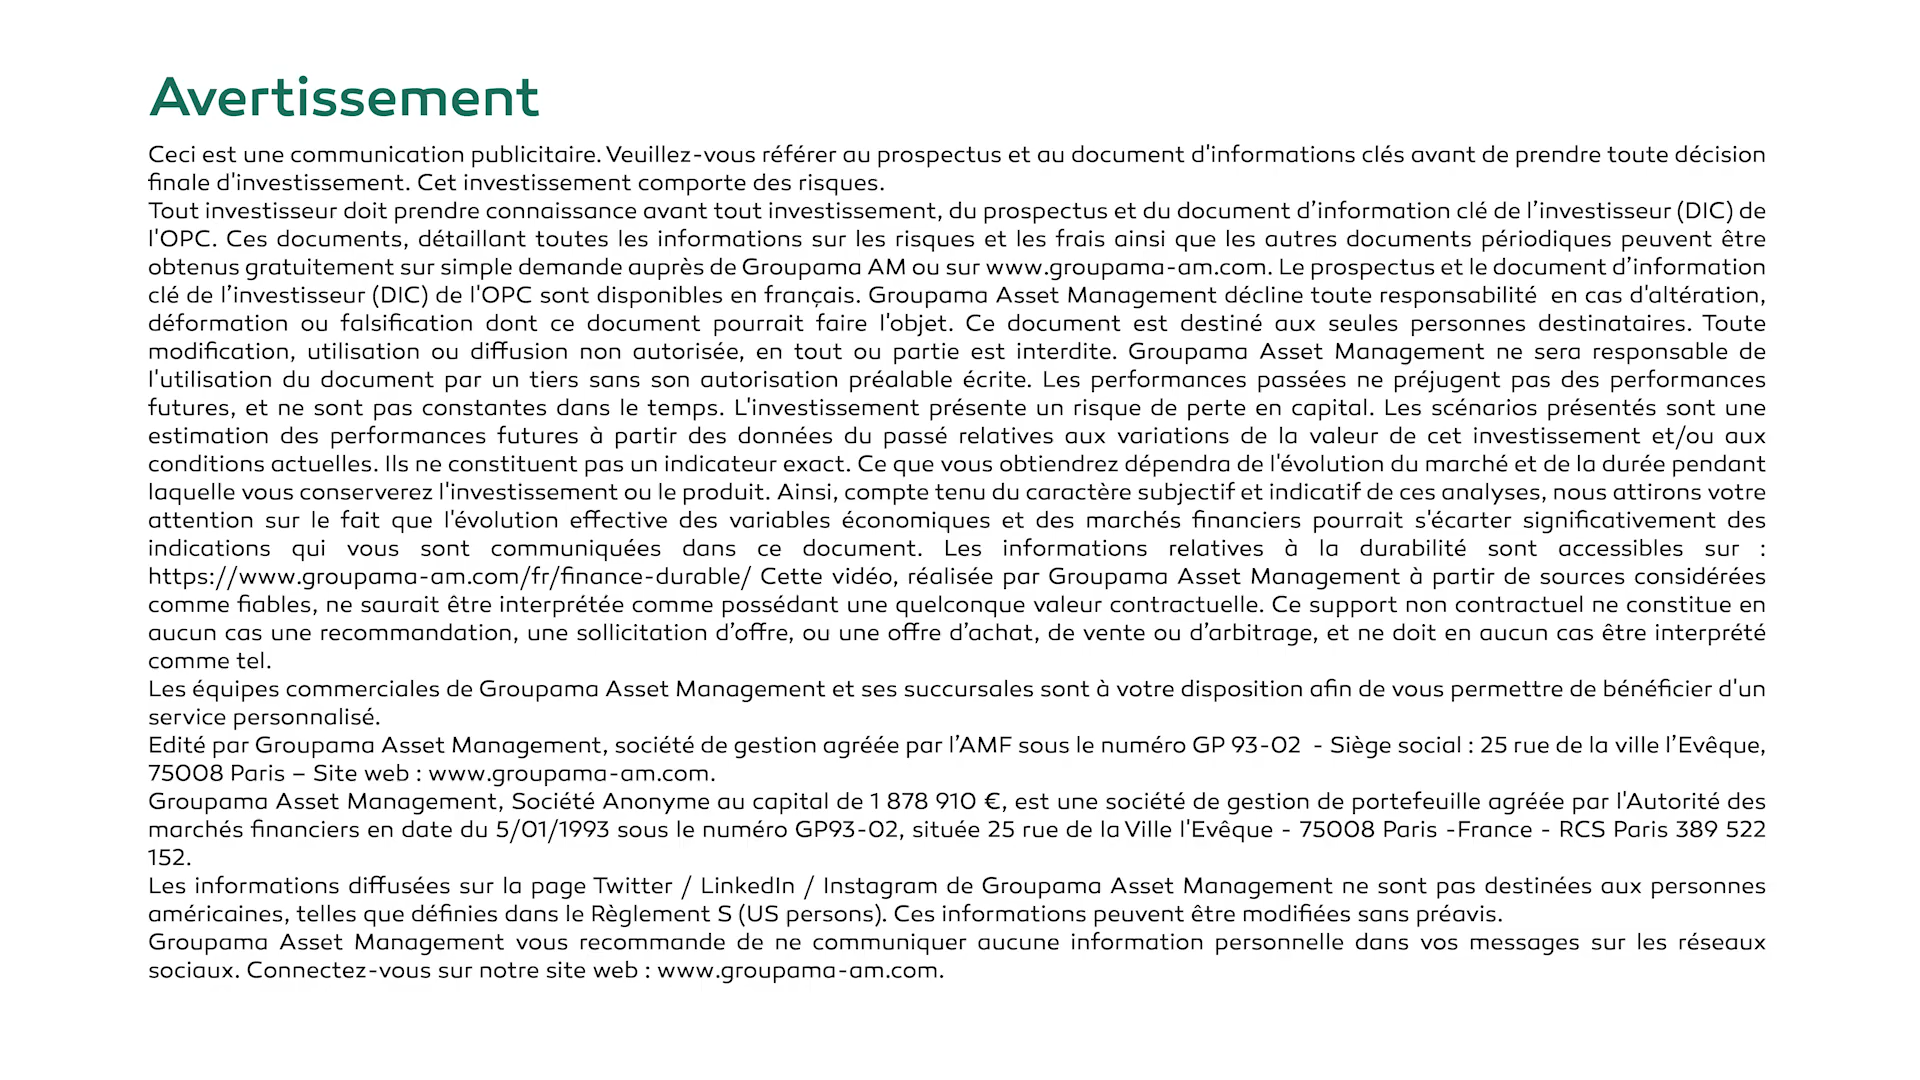 Avertissement
Ceci est une communication publicitaire. Veuillez-vous référer au prospectus et au document d'informations clés avant de prendre toute décision
finale d'investissement. Cet investissement comporte des risques.
Tout investisseur doit prendre connaissance avant tout investissement, du prospectus et du document d’information clé de l’investisseur (DIC) de
l'OPC. Ces documents, détaillant toutes les informations sur les risques et les frais ainsi que les autres documents périodiques peuvent être
obtenus gratuitement sur simple demande auprès de Groupama AM ou sur www.groupama-am.com. Le prospectus et le document d’information
clé de l’investisseur (DIC) de l'OPC sont disponibles en français. Groupama Asset Management décline toute responsabilité en cas d'altération,
déformation ou falsification dont ce document pourrait faire l'objet. Ce document est destiné aux seules personnes destinataires. Toute
modification, utilisation ou diffusion non autorisée, en tout ou partie est interdite. Groupama Asset Management ne sera responsable de
l'utilisation du document par un tiers sans son autorisation préalable écrite. Les performances passées ne préjugent pas des performances
futures, et ne sont pas constantes dans le temps. L'investissement présente un risque de perte en capital. Les scénarios présentés sont une
estimation des performances futures à partir des données du passé relatives aux variations de la valeur de cet investissement et/ou aux
conditions actuelles. Ils ne constituent pas un indicateur exact. Ce que vous obtiendrez dépendra de l'évolution du marché et de la durée pendant
laquelle vous conserverez l'investissement ou le produit. Ainsi, compte tenu du caractère subjectif et indicatif de ces analyses, nous attirons votre
attention sur le fait que l'évolution effective des variables économiques et des marchés financiers pourrait s'écarter significativement des
indications qui vous sont communiquées dans ce document. Les informations relatives à la durabilité sont accessibles sur :
https://www.groupama-am.com/fr/finance-durable/ Cette vidéo, réalisée par Groupama Asset Management à partir de sources considérées
comme fiables, ne saurait être interprétée comme possédant une quelconque valeur contractuelle. Ce support non contractuel ne constitue en
aucun cas une recommandation, une sollicitation d’offre, ou une offre d’achat, de vente ou d’arbitrage, et ne doit en aucun cas être interprété
comme tel.
Les équipes commerciales de Groupama Asset Management et ses succursales sont à votre disposition afin de vous permettre de bénéficier d'un
service personnalisé.
Edité par Groupama Asset Management, société de gestion agréée par l’AMF sous le numéro GP 93-02 - Siège social : 25 rue de la ville l’Evêque,
75008 Paris – Site web : www.groupama-am.com.
Groupama Asset Management, Société Anonyme au capital de 1 878 910 €, est une société de gestion de portefeuille agréée par l'Autorité des
marchés financiers en date du 5/01/1993 sous le numéro GP93-02, située 25 rue de la Ville l'Evêque - 75008 Paris -France - RCS Paris 389 522
152.
Les informations diffusées sur la page Twitter / LinkedIn / Instagram de Groupama Asset Management ne sont pas destinées aux personnes
américaines, telles que définies dans le Règlement S (US persons). Ces informations peuvent être modifiées sans préavis.
Groupama Asset Management vous recommande de ne communiquer aucune information personnelle dans vos messages sur les réseaux
sociaux. Connectez-vous sur notre site web : www.groupama-am.com.